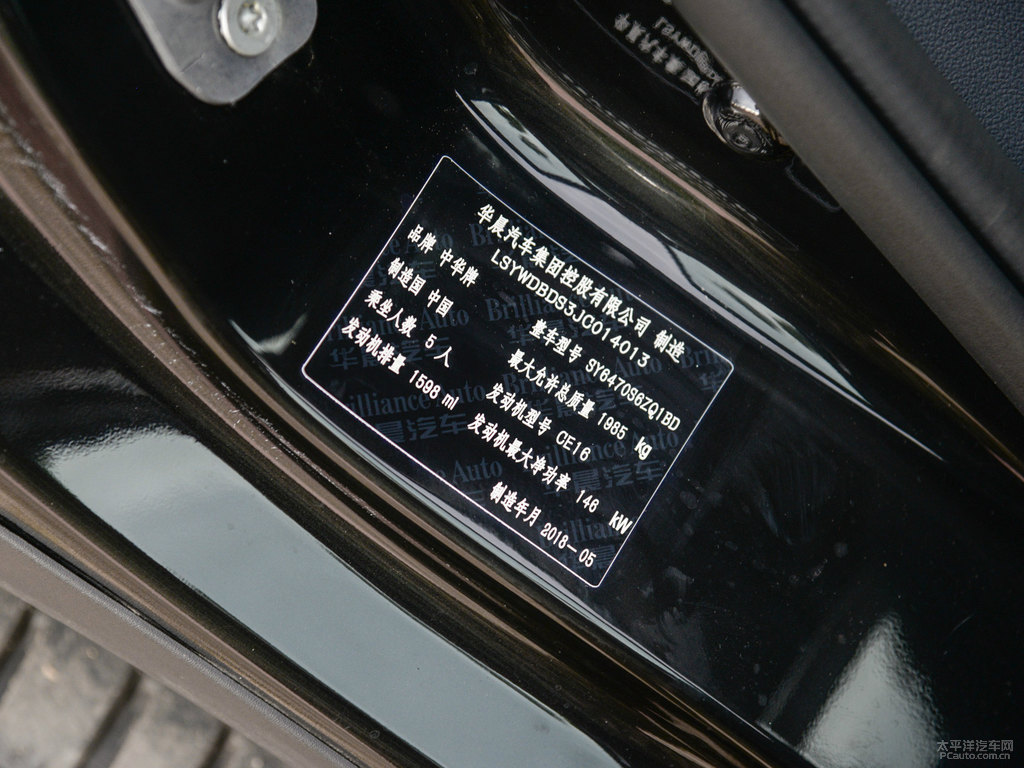 华晨汽车集团控股有限公司 制造
LSYWDBDS3JC014013
品牌 中华牌 整车型号 SY6470S6ZQ1BD
制造国 中国 最大允许总质量 1985 kg
乘坐人数 5 人 发动机型号 CE16
发动机排量 1598 ml 发动机最大净功率 146 kW
制造年月 2018-05
太平洋汽车网
PCauto.com.cn